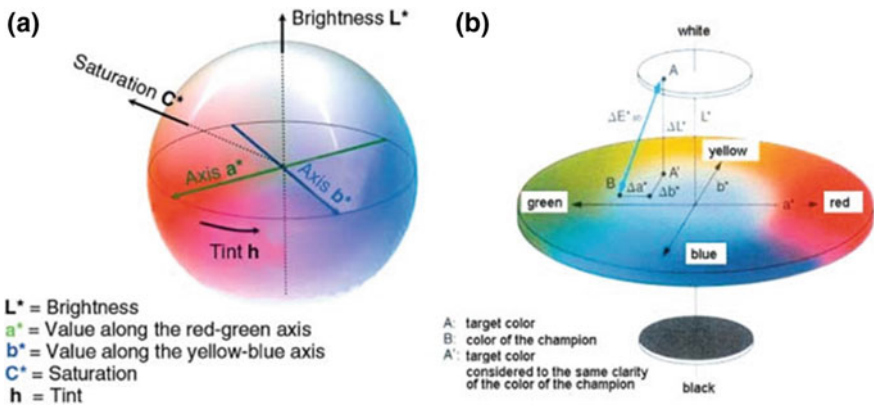 (a)
Brightness L*
Saturation C*
Axis a*
Axis b*
Tint h
L* = Brightness
a* = Value along the red-green axis
b* = Value along the yellow-blue axis
C* = Saturation
h = Tint
(b)
white
A
ΔL*
L*
yellow
B
A'
Δa*
Δb*
b*
green
a*
red
blue
A: target color
B: color of the champion
A': target color
considered to the same clarity
of the color of the champion
black